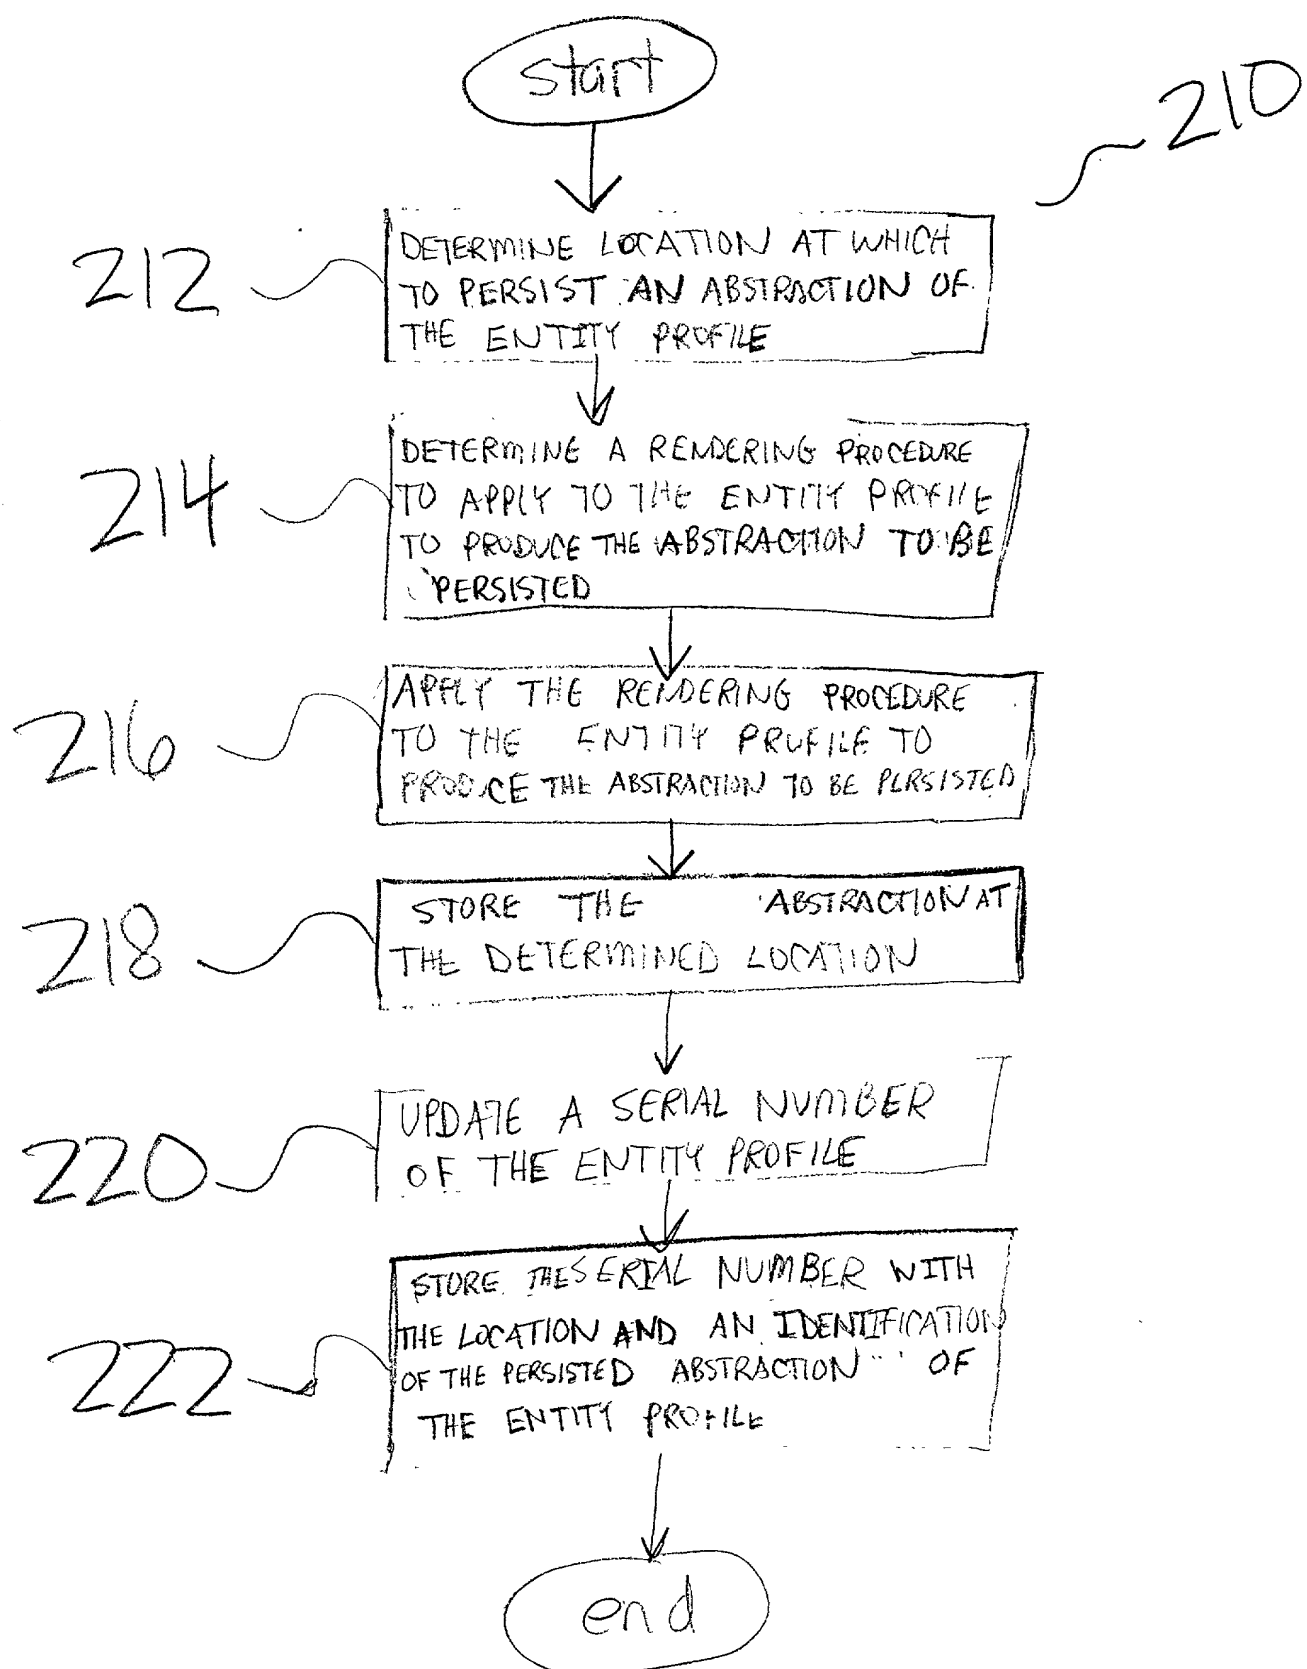 start
210
212
DETERMINE LOCATION AT WHICH
TO PERSIST AN ABSTRACTION OF
THE ENTITY PROFILE
214
DETERMINE A RENDERING PROCEDURE
TO APPLY TO THE ENTITY PROFILE
TO PRODUCE THE ABSTRACTION TO BE
PERSISTED
216
APPLY THE RENDERING PROCEDURE
TO THE ENTITY PROFILE TO
PRODUCE THE ABSTRACTION TO BE PERSISTED
218
STORE THE ABSTRACTION AT
THE DETERMINED LOCATION
220
UPDATE A SERIAL NUMBER
OF THE ENTITY PROFILE
222
STORE THE SERIAL NUMBER WITH
THE LOCATION AND AN IDENTIFICATION
OF THE PERSISTED ABSTRACTION OF
THE ENTITY PROFILE
end